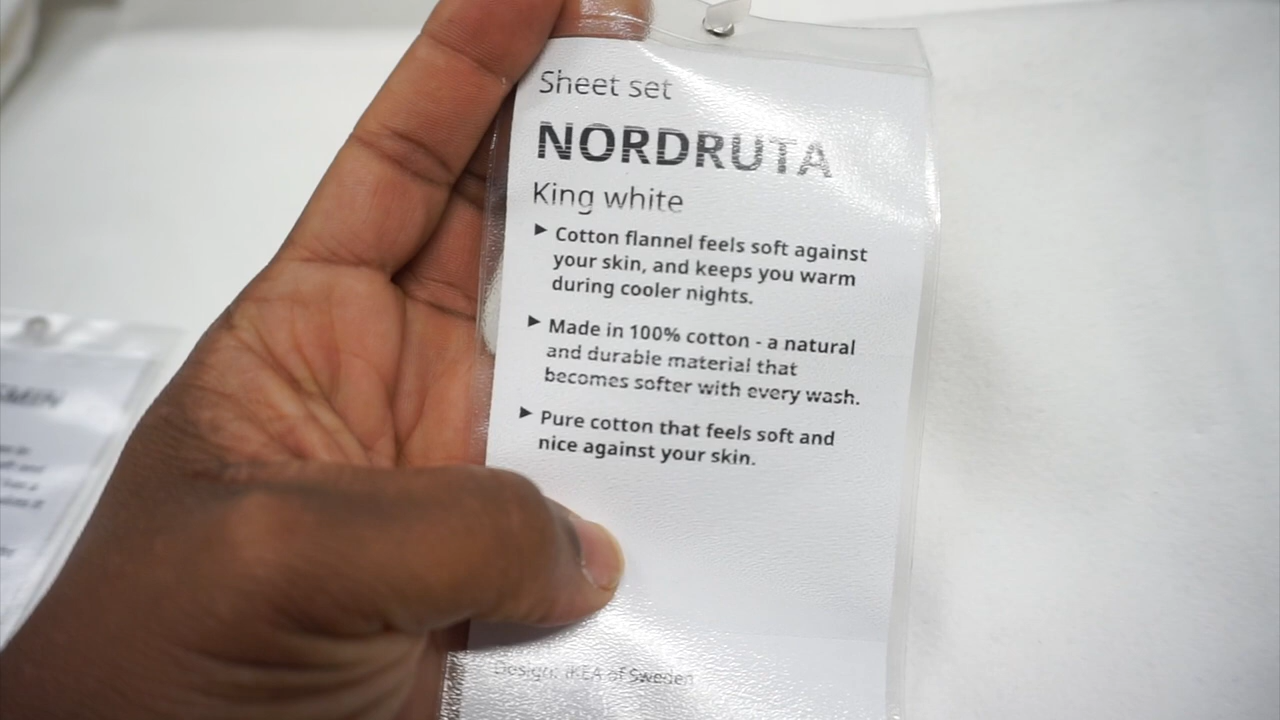 Sheet set
NORDRUTA
King white
▶ Cotton flannel feels soft against
your skin, and keeps you warm
during cooler nights.
▶ Made in 100% cotton - a natural
and durable material that
becomes softer with every wash.
▶ Pure cotton that feels soft and
nice against your skin.
Design: IKEA of Sweden